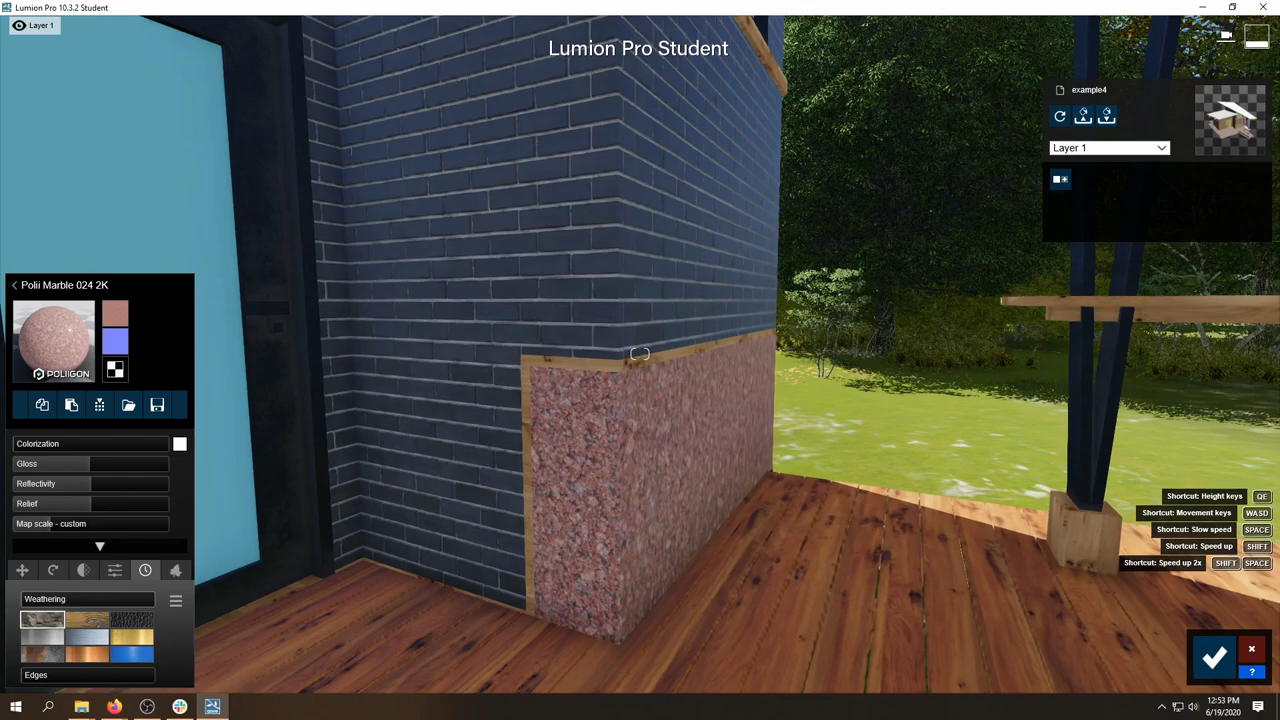 Lumion Pro 10.3.2 Student
Layer 1
Lumion Pro Student
example4
Layer 1
Polii Marble 024 2K
POLIIGON
Colorization
Gloss
Reflectivity
Relief
Map scale - custom
Weathering
Edges
Shortcut: Height keys QE
Shortcut: Movement keys WASD
Shortcut: Slow speed SPACE
Shortcut: Speed up SHIFT
Shortcut: Speed up 2x SHIFT SPACE
?
12:53 PM
6/19/2020